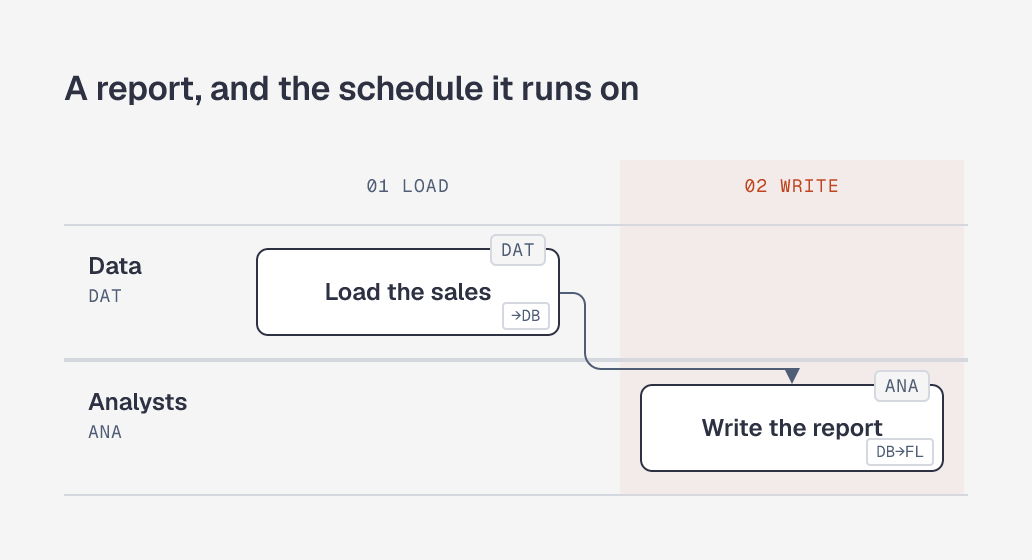 A report, and the schedule it runs on
01 LOAD
02 WRITE
Data
DAT
DAT
Load the sales
→DB
Analysts
ANA
ANA
Write the report
DB→FL